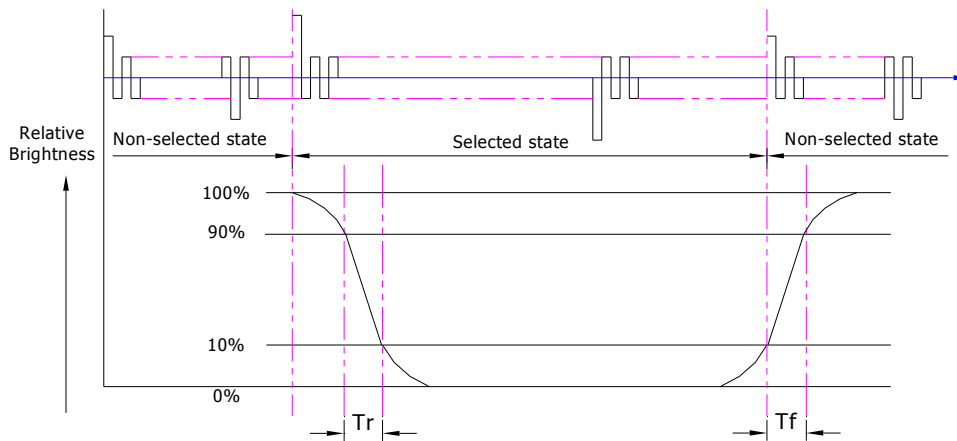 Relative
Brightness
Non-selected state
Selected state
Non-selected state
100%
90%
10%
0%
Tr
Tf